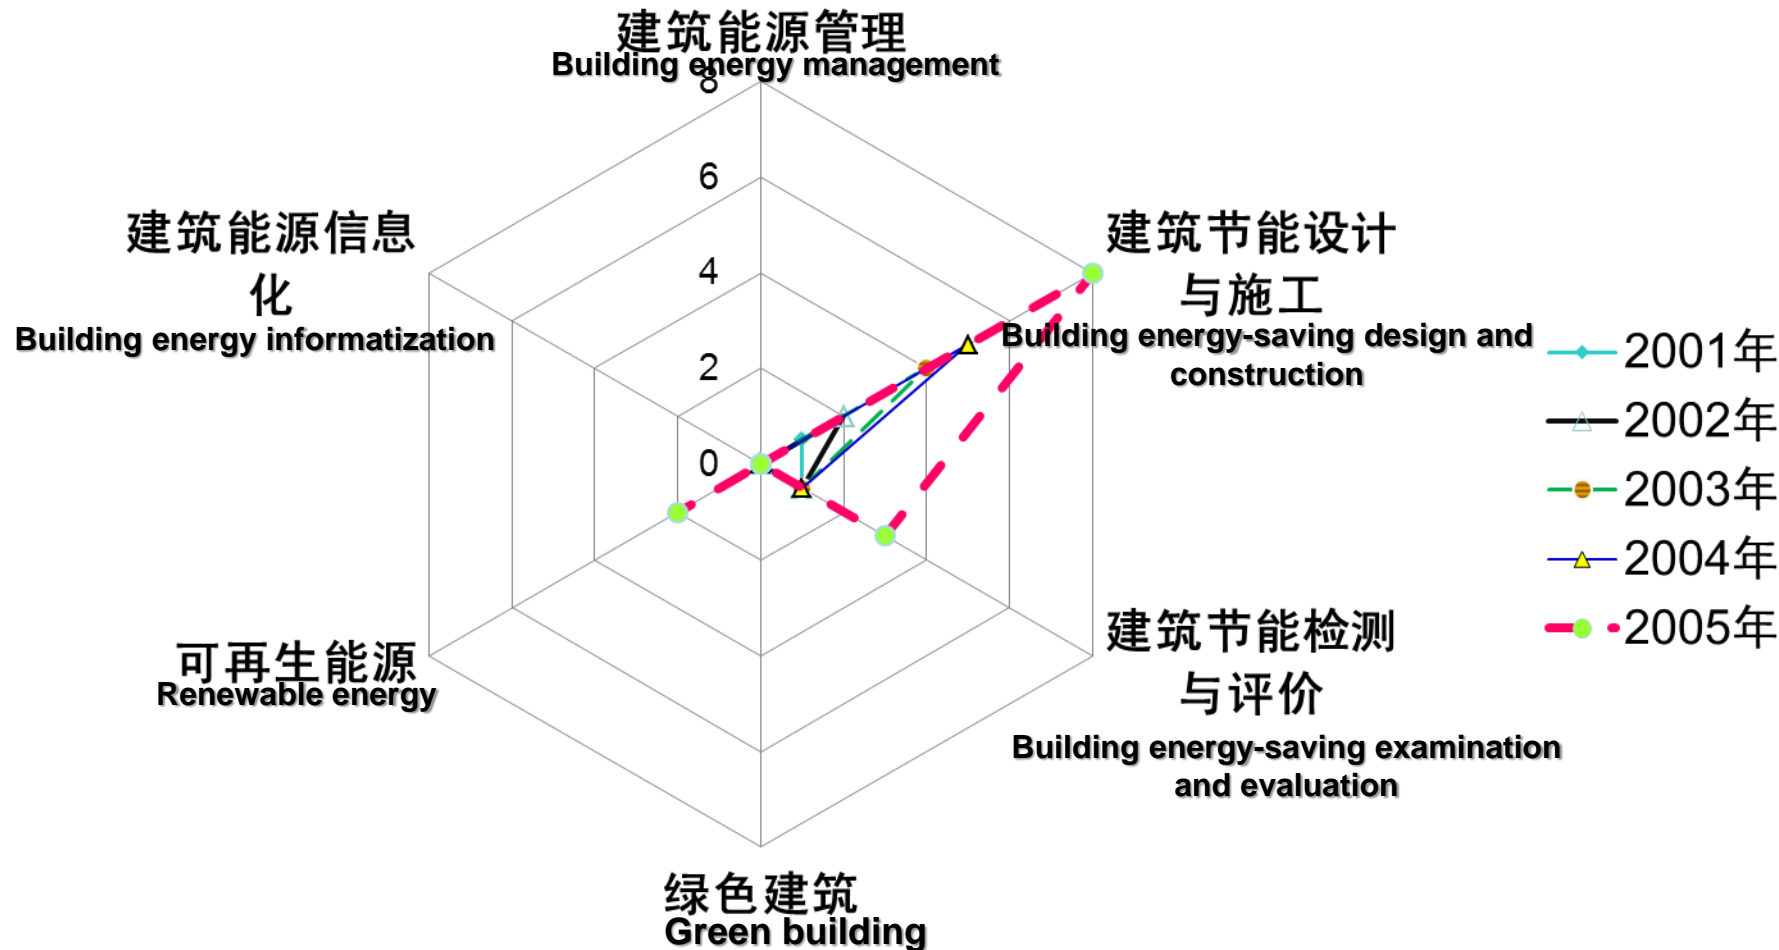 建筑能源管理
Building energy management
8
6
4
2
0
建筑节能设计
与施工
Building energy-saving design and
construction
建筑节能检测
与评价
Building energy-saving examination
and evaluation
绿色建筑
Green building
可再生能源
Renewable energy
建筑能源信息
化
Building energy informatization
2001年
2002年
2003年
2004年
2005年